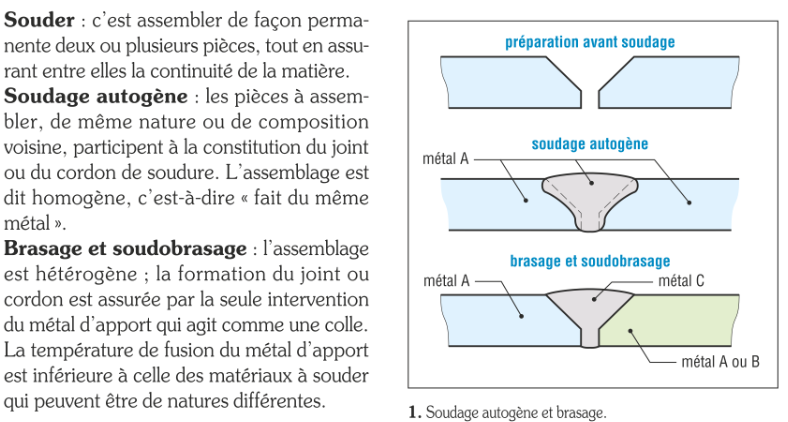 Souder : c'est assembler de façon perma-
nente deux ou plusieurs pièces, tout en assu-
rant entre elles la continuité de la matière.
Soudage autogène : les pièces à assem-
bler, de même nature ou de composition
voisine, participent à la constitution du joint
ou du cordon de soudure. L'assemblage est
dit homogène, c'est-à-dire « fait du même
métal ».
Brasage et soudobrasage : l'assemblage
est hétérogène ; la formation du joint ou
cordon est assurée par la seule intervention
du métal d'apport qui agit comme une colle.
La température de fusion du métal d'apport
est inférieure à celle des matériaux à souder
qui peuvent être de natures différentes.
préparation avant soudage
soudage autogène
métal A
brasage et soudobrasage
métal A
métal C
métal A ou B
1. Soudage autogène et brasage.